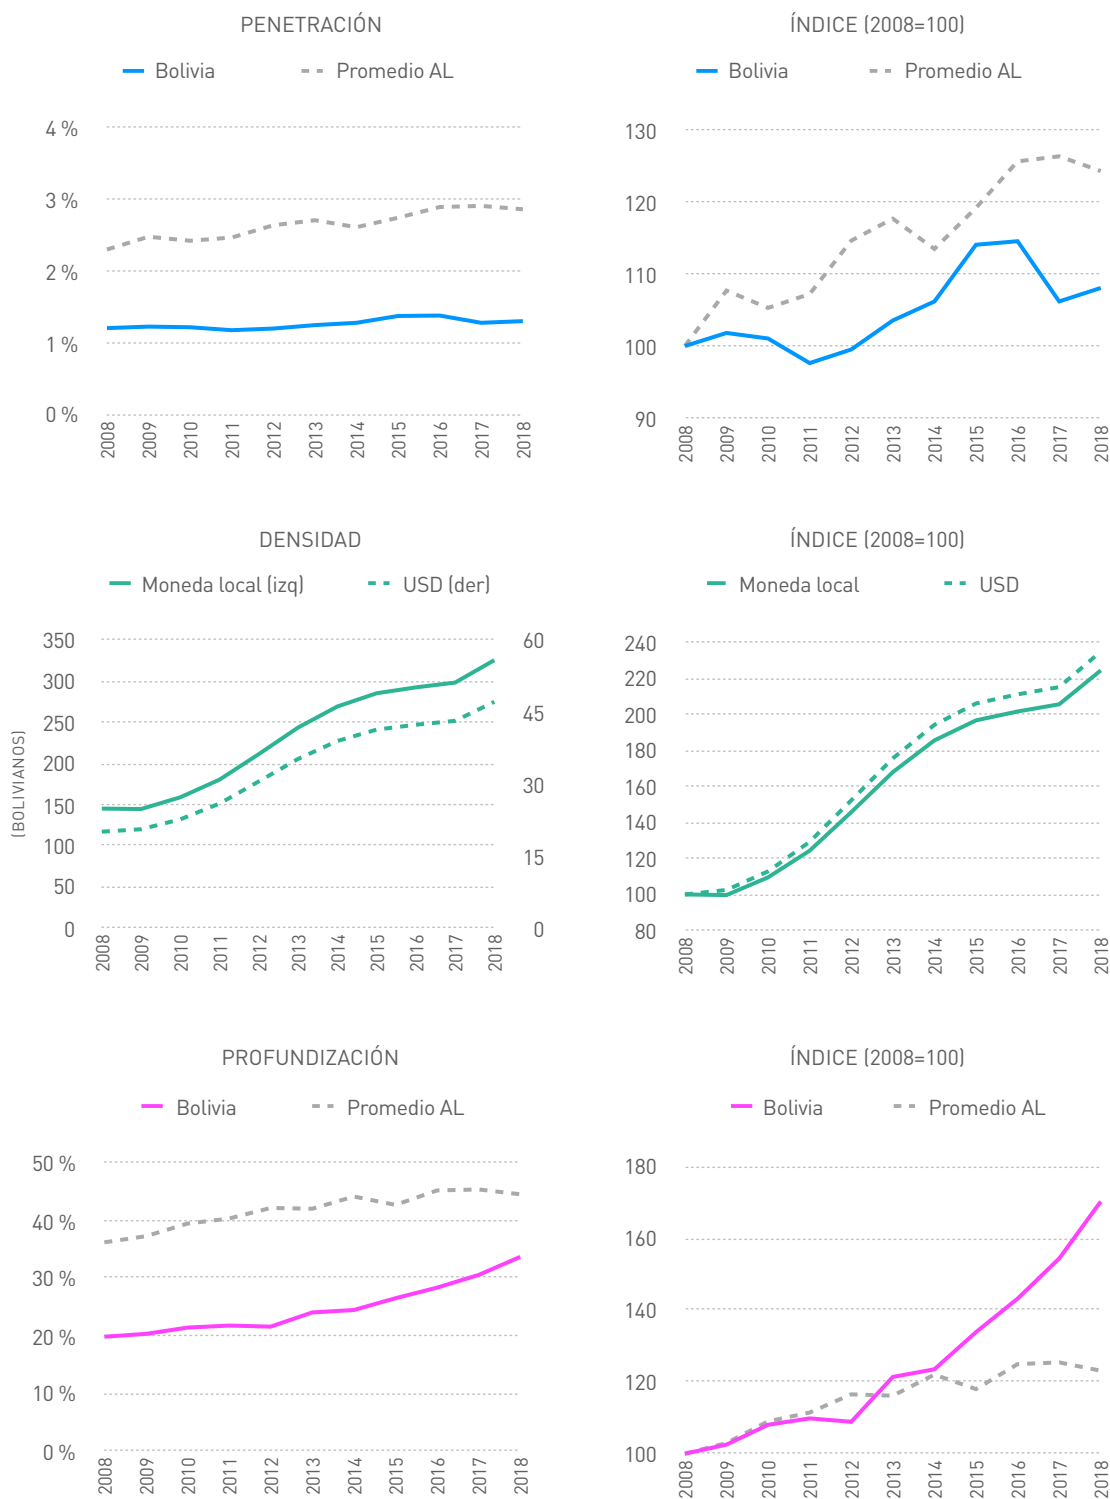 PENETRACIÓN
Bolivia Promedio AL
4 %
3 %
2 %
1 %
0 %
2008 2009 2010 2011 2012 2013 2014 2015 2016 2017 2018
ÍNDICE (2008=100)
Bolivia Promedio AL
130
120
110
100
90
2008 2009 2010 2011 2012 2013 2014 2015 2016 2017 2018
DENSIDAD
Moneda local (izq) USD (der)
(BOLIVIANOS)
350
300
250
200
150
100
50
0
60
45
30
15
0
2008 2009 2010 2011 2012 2013 2014 2015 2016 2017 2018
ÍNDICE (2008=100)
Moneda local USD
240
220
200
180
160
140
120
100
80
2008 2009 2010 2011 2012 2013 2014 2015 2016 2017 2018
PROFUNDIZACIÓN
Bolivia Promedio AL
50 %
40 %
30 %
20 %
10 %
0 %
2008 2009 2010 2011 2012 2013 2014 2015 2016 2017 2018
ÍNDICE (2008=100)
Bolivia Promedio AL
180
160
140
120
100
2008 2009 2010 2011 2012 2013 2014 2015 2016 2017 2018